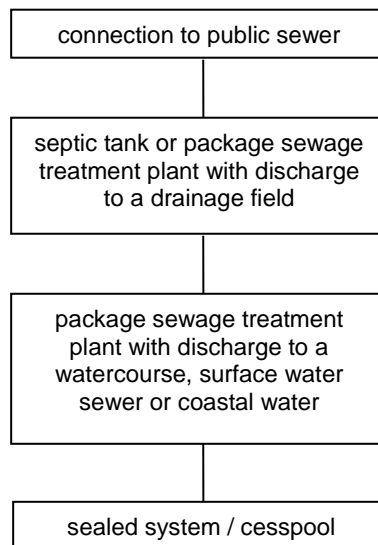 connection to public sewer
septic tank or package sewage
treatment plant with discharge
to a drainage field
package sewage treatment
plant with discharge to a
watercourse, surface water
sewer or coastal water
sealed system / cesspool